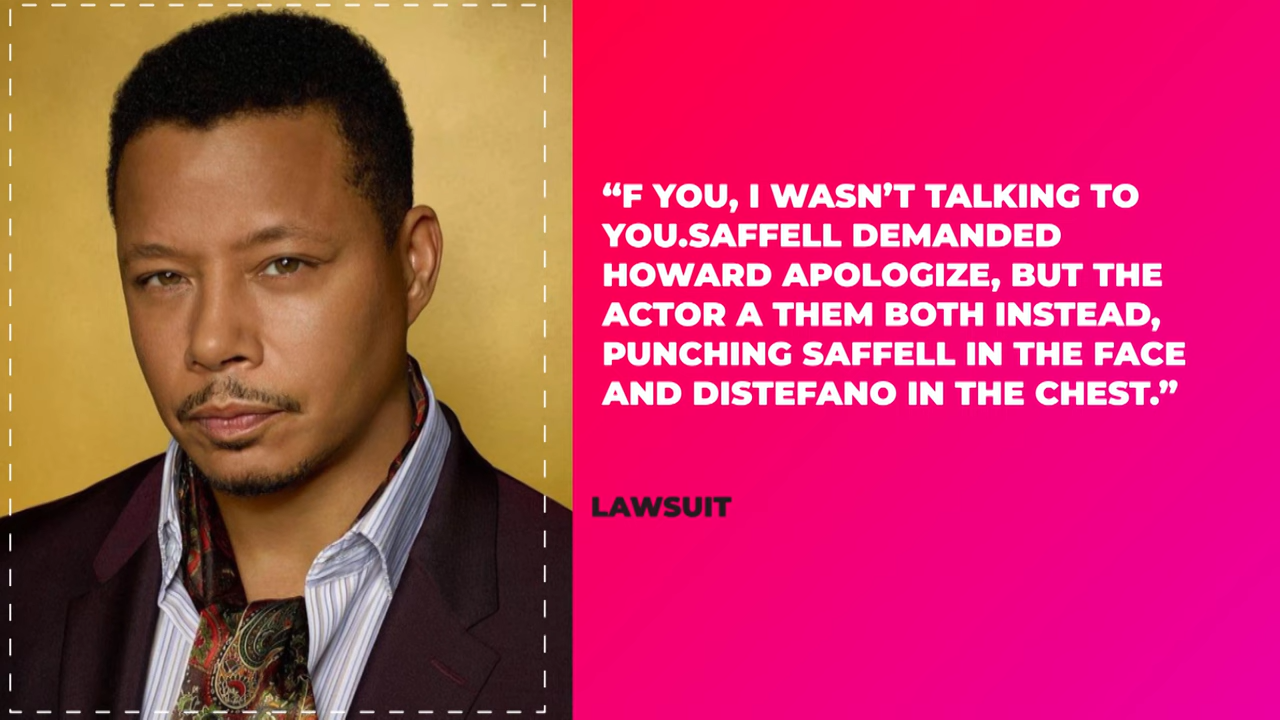 “F YOU, I WASN’T TALKING TO
YOU.SAFFELL DEMANDED
HOWARD APOLOGIZE, BUT THE
ACTOR A THEM BOTH INSTEAD,
PUNCHING SAFFELL IN THE FACE
AND DISTEFANO IN THE CHEST.”
LAWSUIT